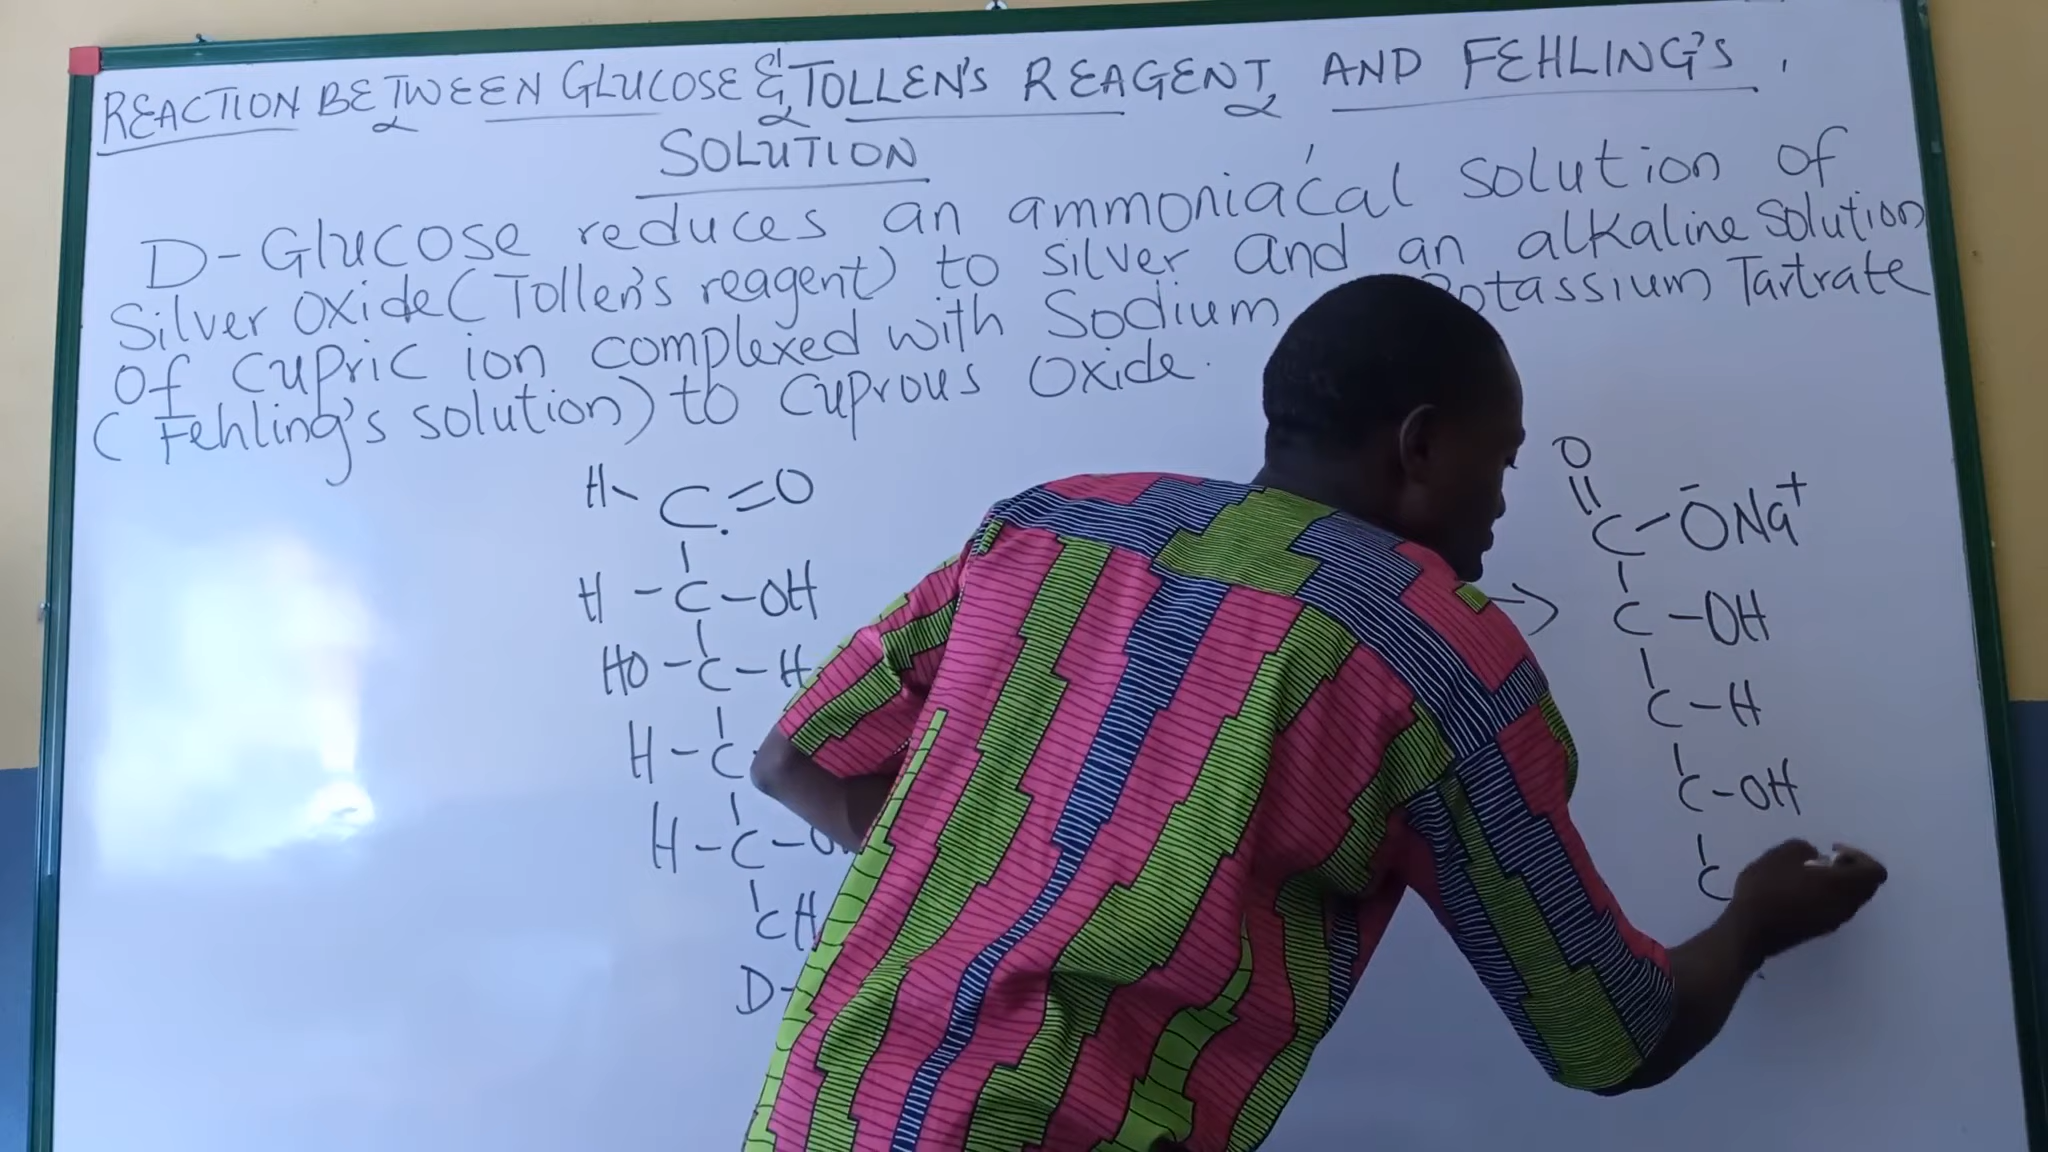 REACTION BETWEEN GLUCOSE & TOLLEN'S REAGENT AND FEHLING'S
SOLUTION
D-Glucose reduces an ammoniacal solution of
Silver Oxide (Tollen's reagent) to silver and an alkaline solution
of cupric ion complexed with Sodium Potassium Tartrate
(Fehling's solution) to cuprous Oxide.
H-C=O
H-C-OH
HO-C-H
H-C
H-C-O
CH
D-
O
C-ŌNa+
C-OH
C-H
C-OH
C